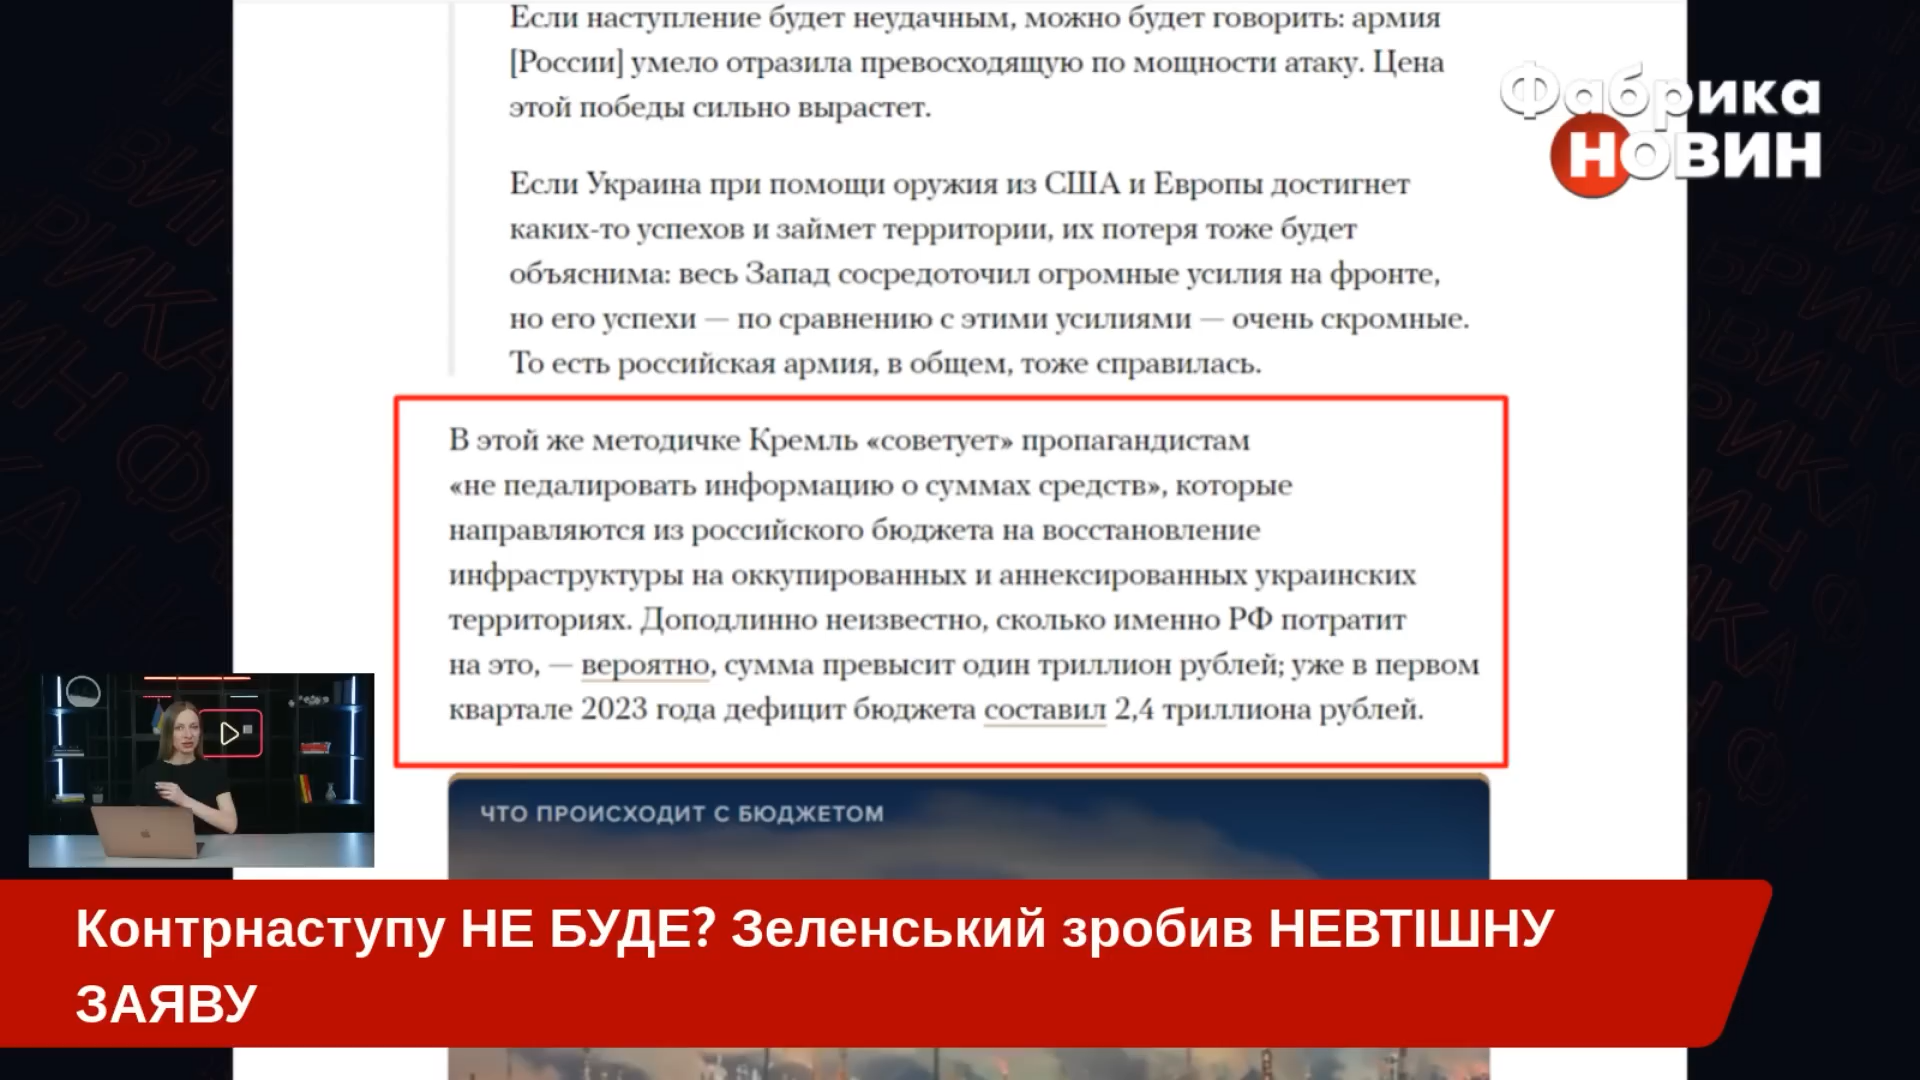 Если наступление будет неудачным, можно будет говорить: армия
[России] умело отразила превосходящую по мощности атаку. Цена
этой победы сильно вырастет.
Если Украина при помощи оружия из США и Европы достигнет
каких-то успехов и займет территории, их потеря тоже будет
объяснима: весь Запад сосредоточил огромные усилия на фронте,
но его успехи — по сравнению с этими усилиями — очень скромные.
То есть российская армия, в общем, тоже справилась.
В этой же методичке Кремль «советует» пропагандистам
«не педалировать информацию о суммах средств», которые
направляются из российского бюджета на восстановление
инфраструктуры на оккупированных и аннексированных украинских
территориях. Доподлинно неизвестно, сколько именно РФ потратит
на это, — вероятно, сумма превысит один триллион рублей; уже в первом
квартале 2023 года дефицит бюджета составил 2,4 триллиона рублей.
ЧТО ПРОИСХОДИТ С БЮДЖЕТОМ
Фабрика
НОВИН
Контрнаступу НЕ БУДЕ? Зеленський зробив НЕВТІШНУ
ЗАЯВУ